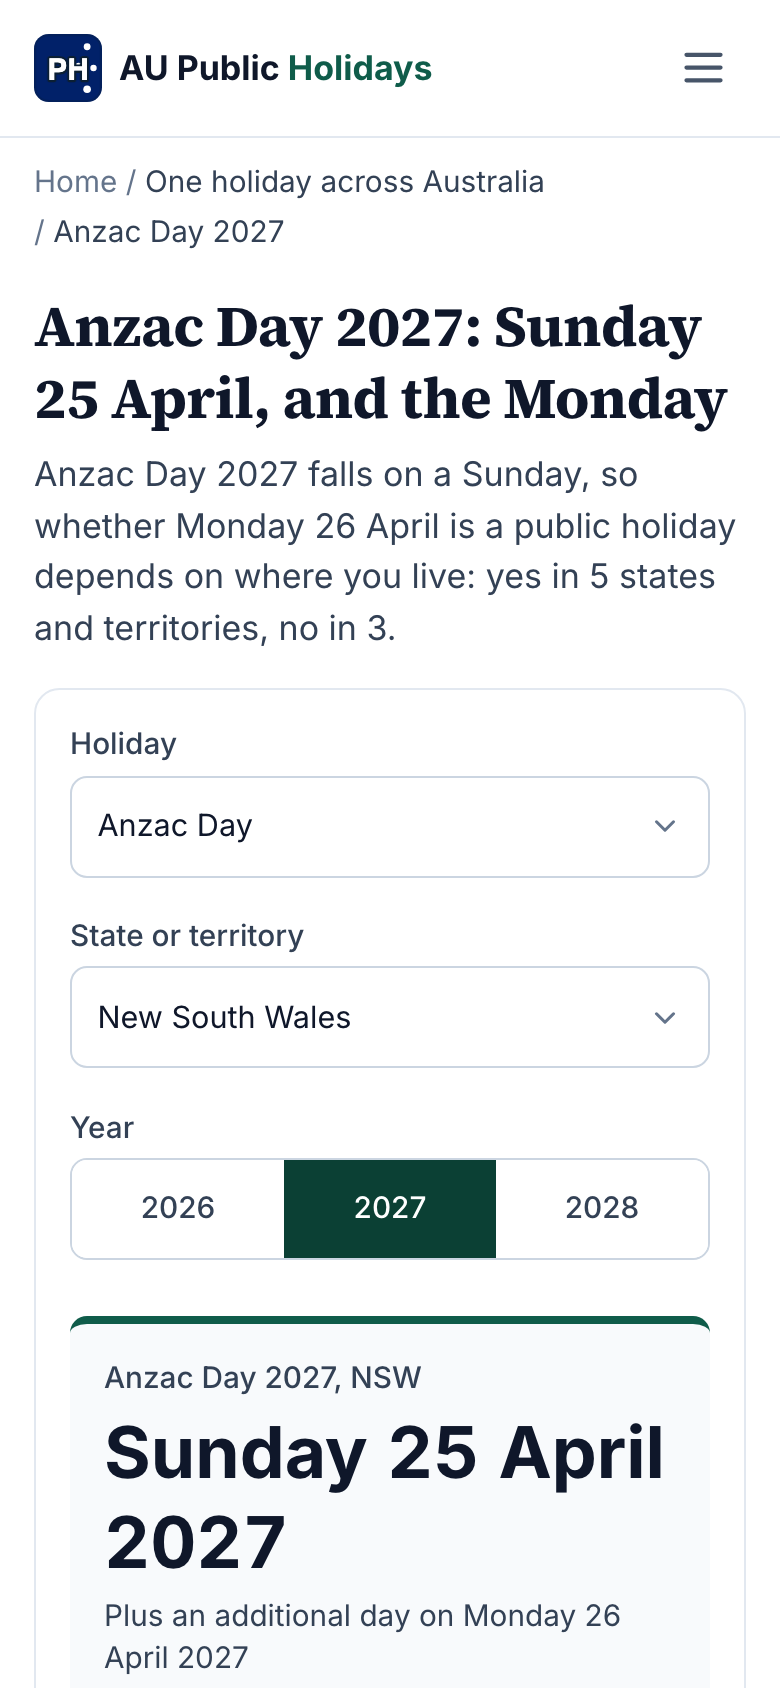 PH
AU Public Holidays
Home / One holiday across Australia
/ Anzac Day 2027
Anzac Day 2027: Sunday
25 April, and the Monday
Anzac Day 2027 falls on a Sunday, so
whether Monday 26 April is a public holiday
depends on where you live: yes in 5 states
and territories, no in 3.
Holiday
Anzac Day
State or territory
New South Wales
Year
2026 2027 2028
Anzac Day 2027, NSW
Sunday 25 April
2027
Plus an additional day on Monday 26
April 2027